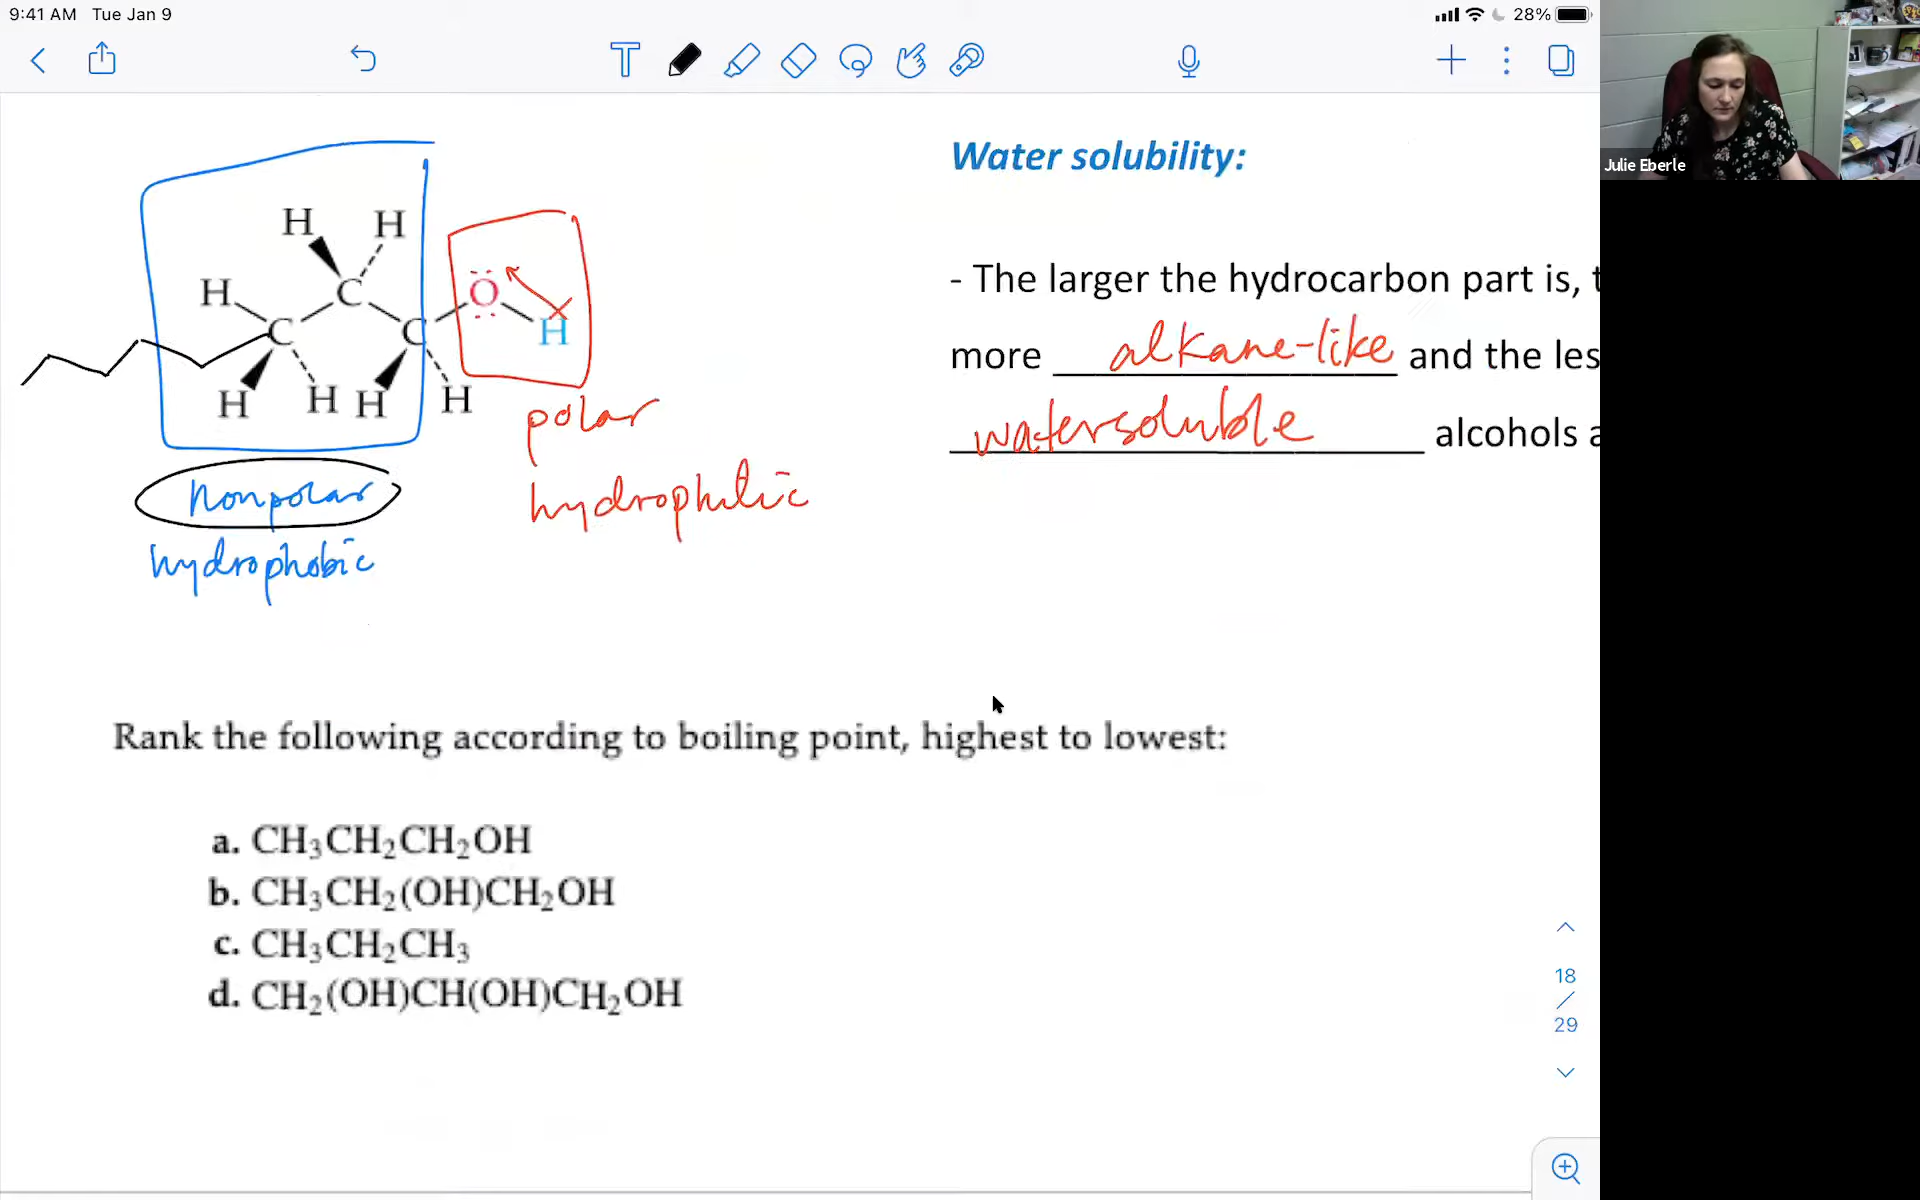 9:41 AM Tue Jan 9
28%
Julie Eberle
Water solubility:
- The larger the hydrocarbon part is, t
more alkane-like and the les
watersoluble alcohols a
H H
H C O
C C H
H H H H
polar
hydrophilic
nonpolar
hydrophobic
Rank the following according to boiling point, highest to lowest:
a. CH₃CH₂CH₂OH
b. CH₃CH₂(OH)CH₂OH
c. CH₃CH₂CH₃
d. CH₂(OH)CH(OH)CH₂OH
18
/
29